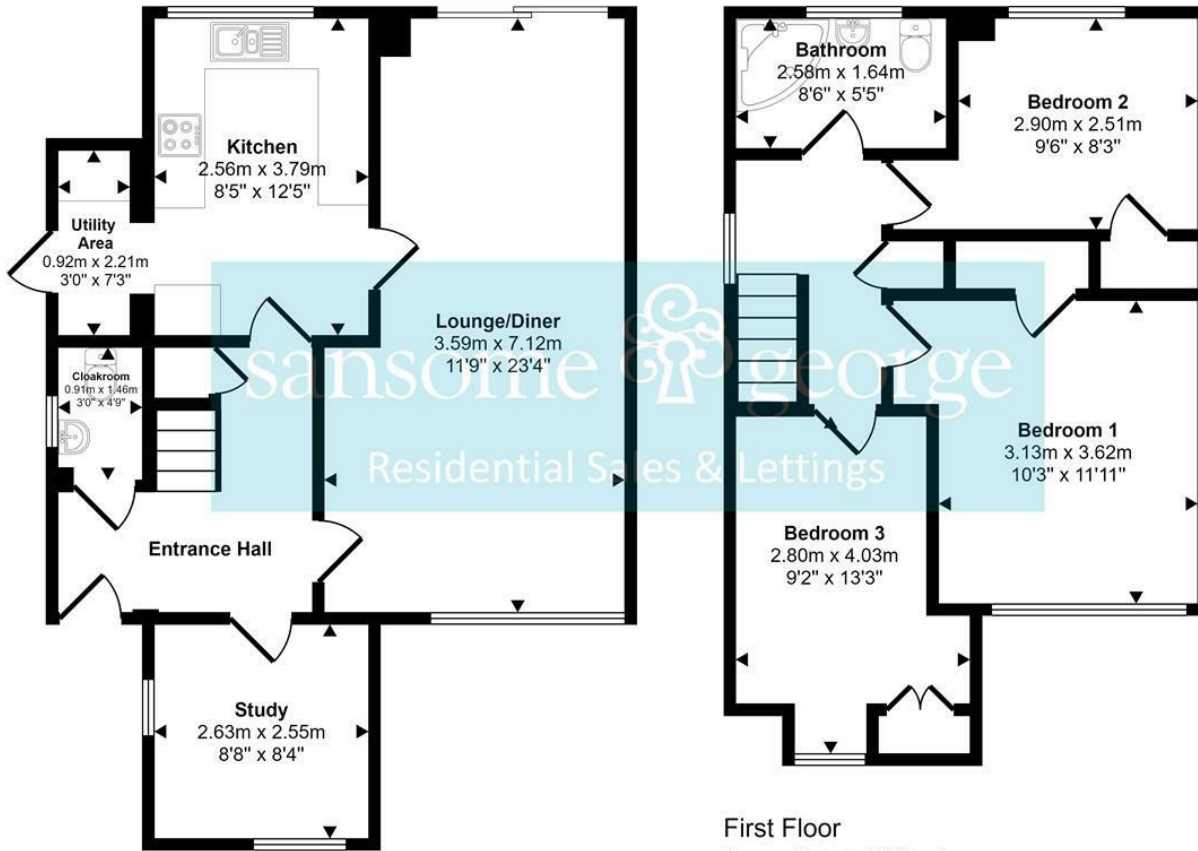 Kitchen
2.56m x 3.79m
8'5" x 12'5"
Utility
Area
0.92m x 2.21m
3'0" x 7'3"
Cloakroom
0.91m x 1.46m
3'0" x 4'9"
Lounge/Diner
3.59m x 7.12m
11'9" x 23'4"
Entrance Hall
Study
2.63m x 2.55m
8'8" x 8'4"
Bathroom
2.58m x 1.64m
8'6" x 5'5"
Bedroom 2
2.90m x 2.51m
9'6" x 8'3"
Bedroom 1
3.13m x 3.62m
10'3" x 11'11"
Bedroom 3
2.80m x 4.03m
9'2" x 13'3"
sansome george
Residential Sales & Lettings
First Floor